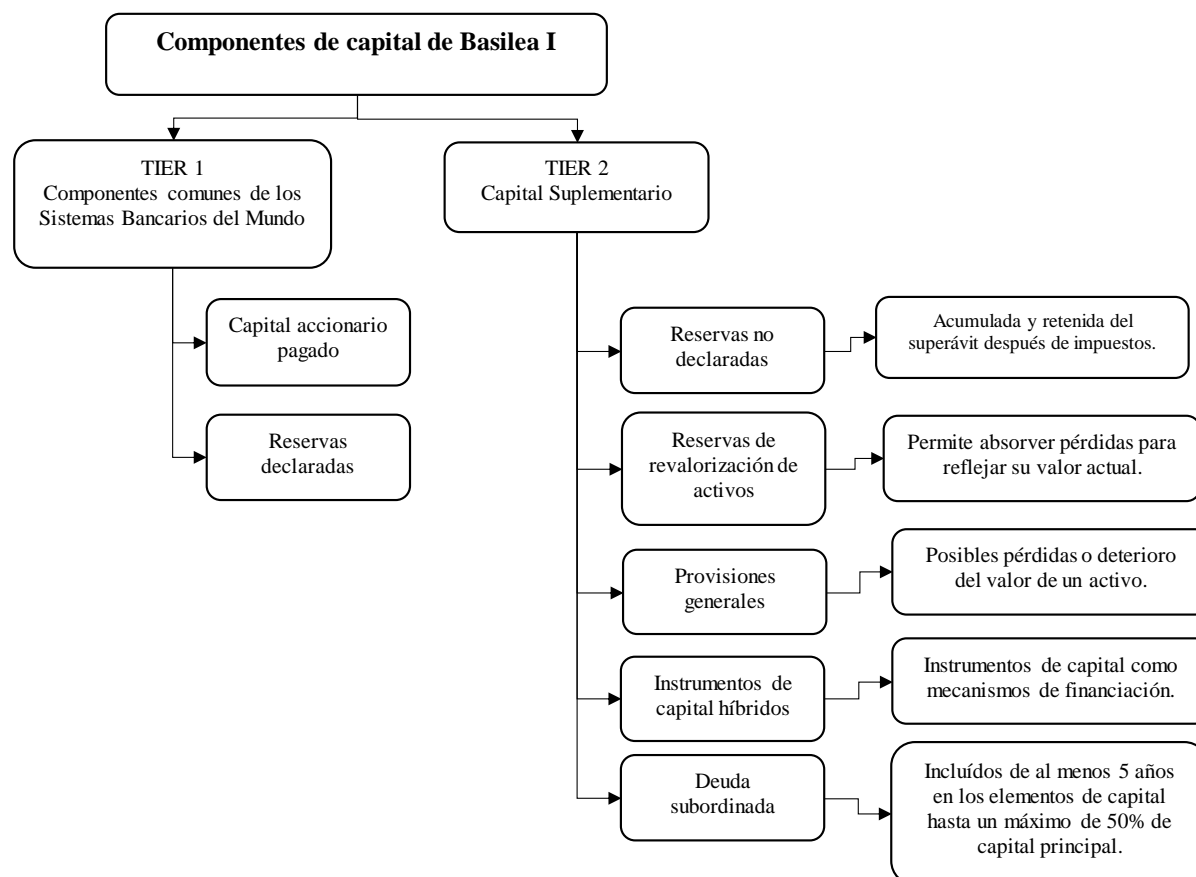 Componentes de capital de Basilea I
TIER 1
Componentes comunes de los
Sistemas Bancarios del Mundo
TIER 2
Capital Suplementario
Capital accionario
pagado
Reservas
declaradas
Reservas no
declaradas
Acumulada y retenida del
superávit después de impuestos.
Reservas de
revalorización de
activos
Permite absorver pérdidas para
reflejar su valor actual.
Provisiones
generales
Posibles pérdidas o deterioro
del valor de un activo.
Instrumentos de
capital híbridos
Instrumentos de capital como
mecanismos de financiación.
Deuda
subordinada
Incluídos de al menos 5 años
en los elementos de capital
hasta un máximo de 50% de
capital principal.